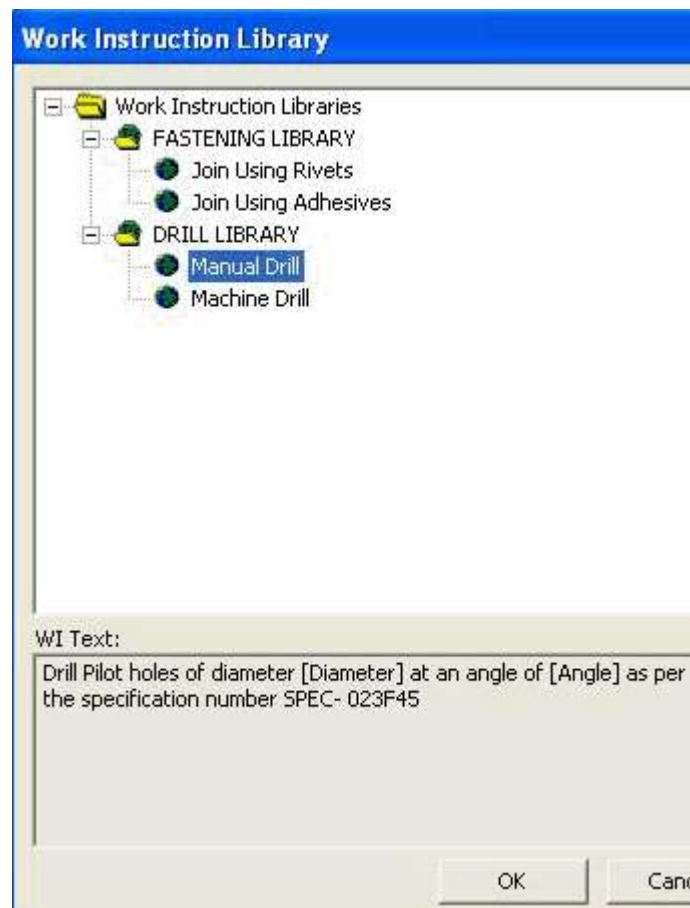 Work Instruction Library
Work Instruction Libraries
FASTENING LIBRARY
Join Using Rivets
Join Using Adhesives
DRILL LIBRARY
Manual Drill
Machine Drill
WI Text:
Drill Pilot holes of diameter [Diameter] at an angle of [Angle] as per
the specification number SPEC- 023F45
OK